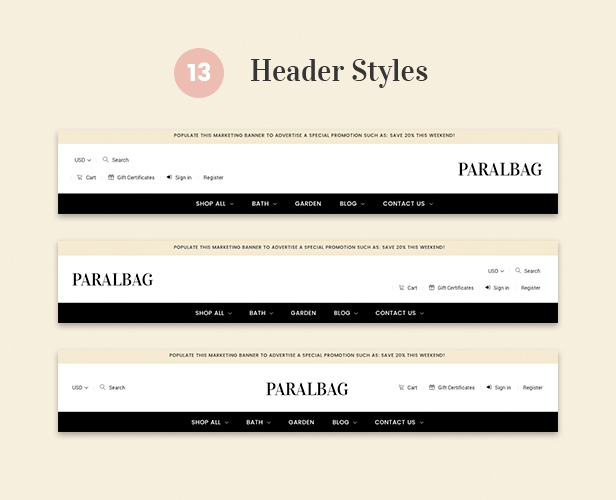 13 Header Styles
POPULATE THIS MARKETING BANNER TO ADVERTISE A SPECIAL PROMOTION SUCH AS: SAVE 20% THIS WEEKEND!
USD Search
PARALBAG
Cart Gift Certificates Sign in Register
SHOP ALL BATH GARDEN BLOG CONTACT US
POPULATE THIS MARKETING BANNER TO ADVERTISE A SPECIAL PROMOTION SUCH AS: SAVE 20% THIS WEEKEND!
USD Search
PARALBAG
Cart Gift Certificates Sign in Register
SHOP ALL BATH GARDEN BLOG CONTACT US
POPULATE THIS MARKETING BANNER TO ADVERTISE A SPECIAL PROMOTION SUCH AS: SAVE 20% THIS WEEKEND!
USD Search PARALBAG Cart Gift Certificates Sign in Register
SHOP ALL BATH GARDEN BLOG CONTACT US